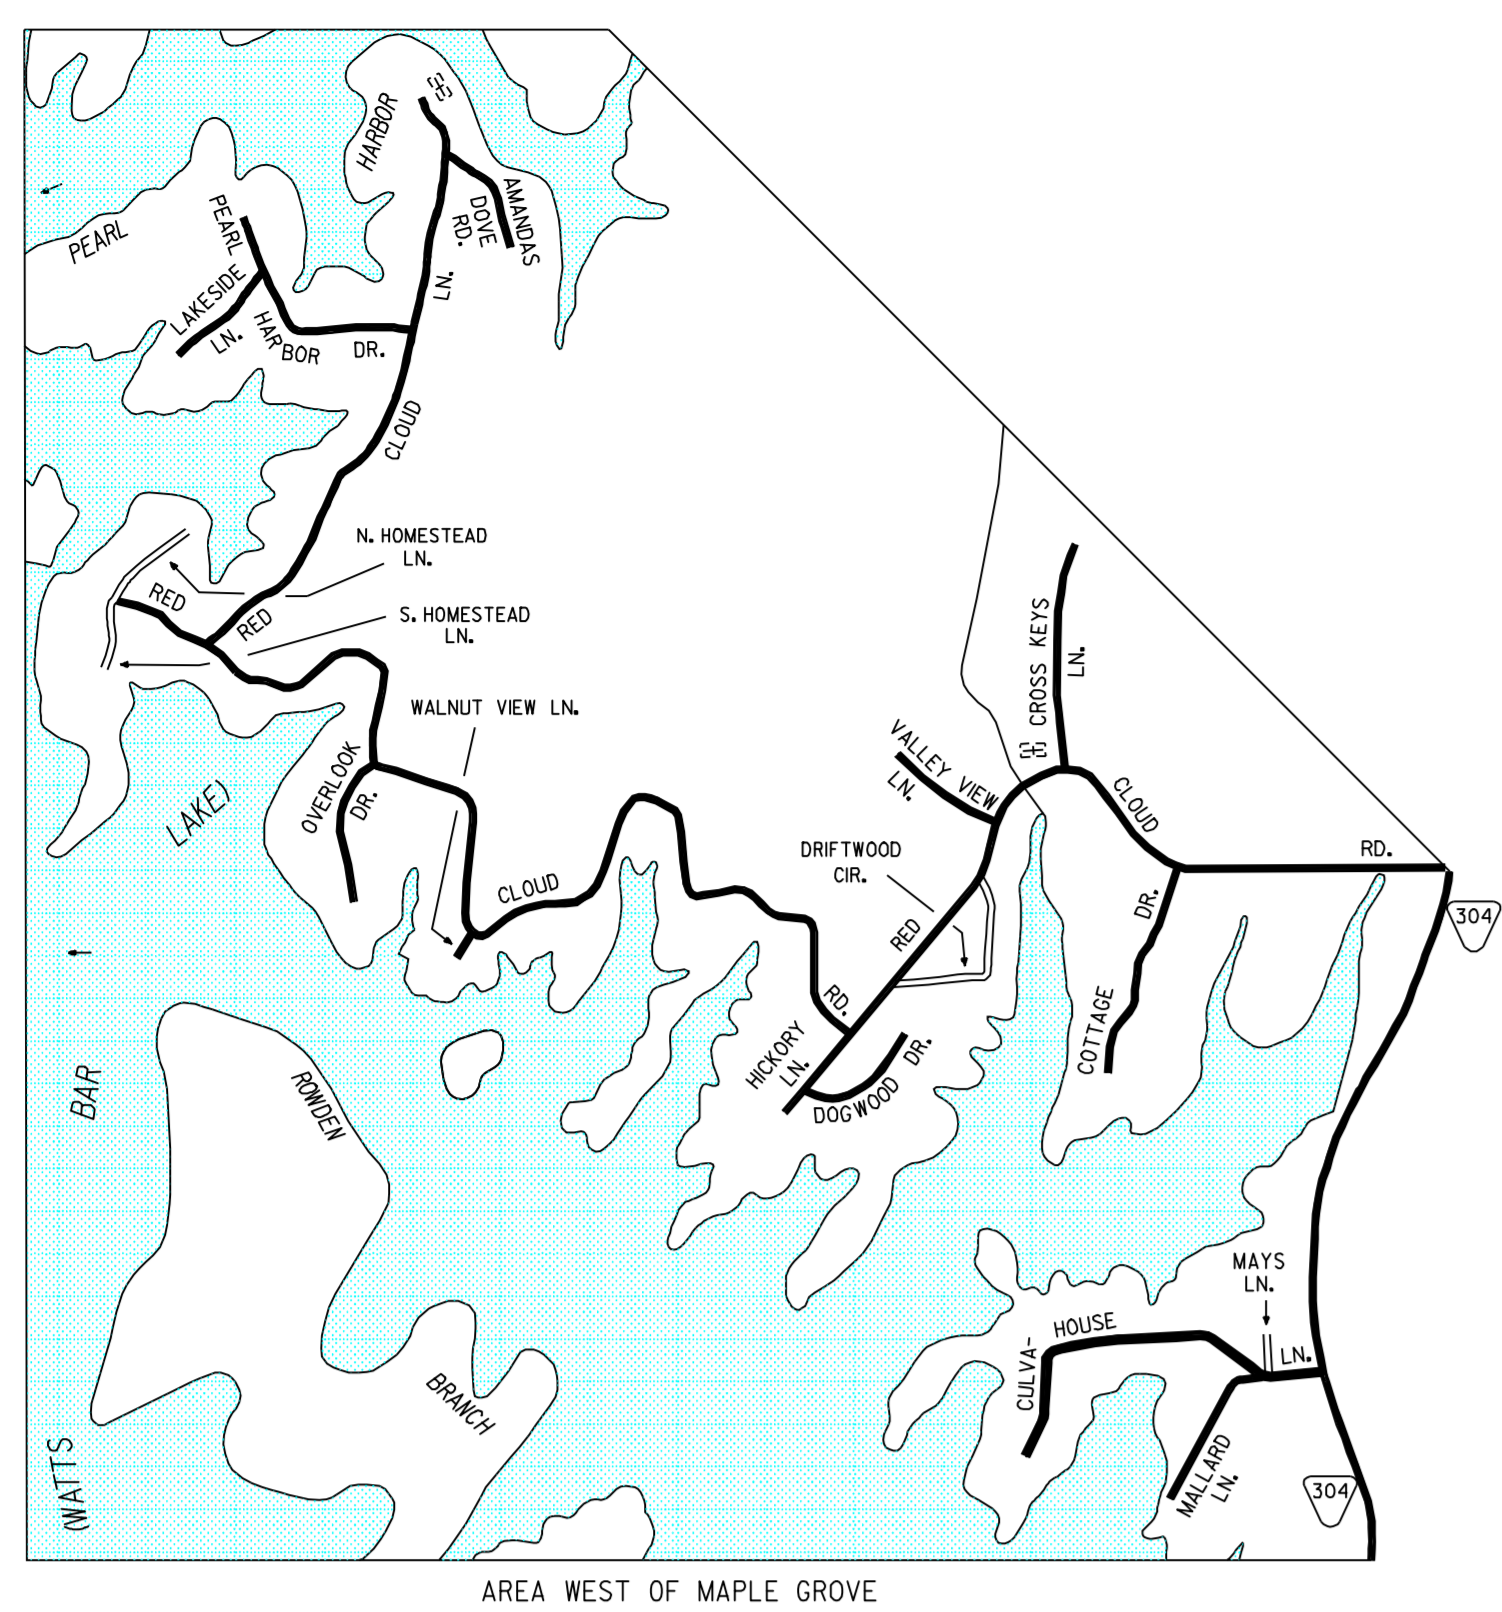 HARBOR
AMANDAS
DOVE
RD.
PEARL
PEARL
LAKESIDE
LN.
HARBOR DR.
LN.
CLOUD
N. HOMESTEAD
LN.
RED
RED
S. HOMESTEAD
LN.
CROSS KEYS
LN.
WALNUT VIEW LN.
VALLEY VIEW
LN.
OVERLOOK
DR.
LAKE)
CLOUD
RD.
DRIFTWOOD
CIR.
CLOUD
RED
DR.
304
RD.
COTTAGE
HICKORY
LN.
DOGWOOD DR.
BAR
ROWDEN
MAYS
LN.
HOUSE
LN.
CULVA-
BRANCH
MALLARD
LN.
(WATTS
304
AREA WEST OF MAPLE GROVE